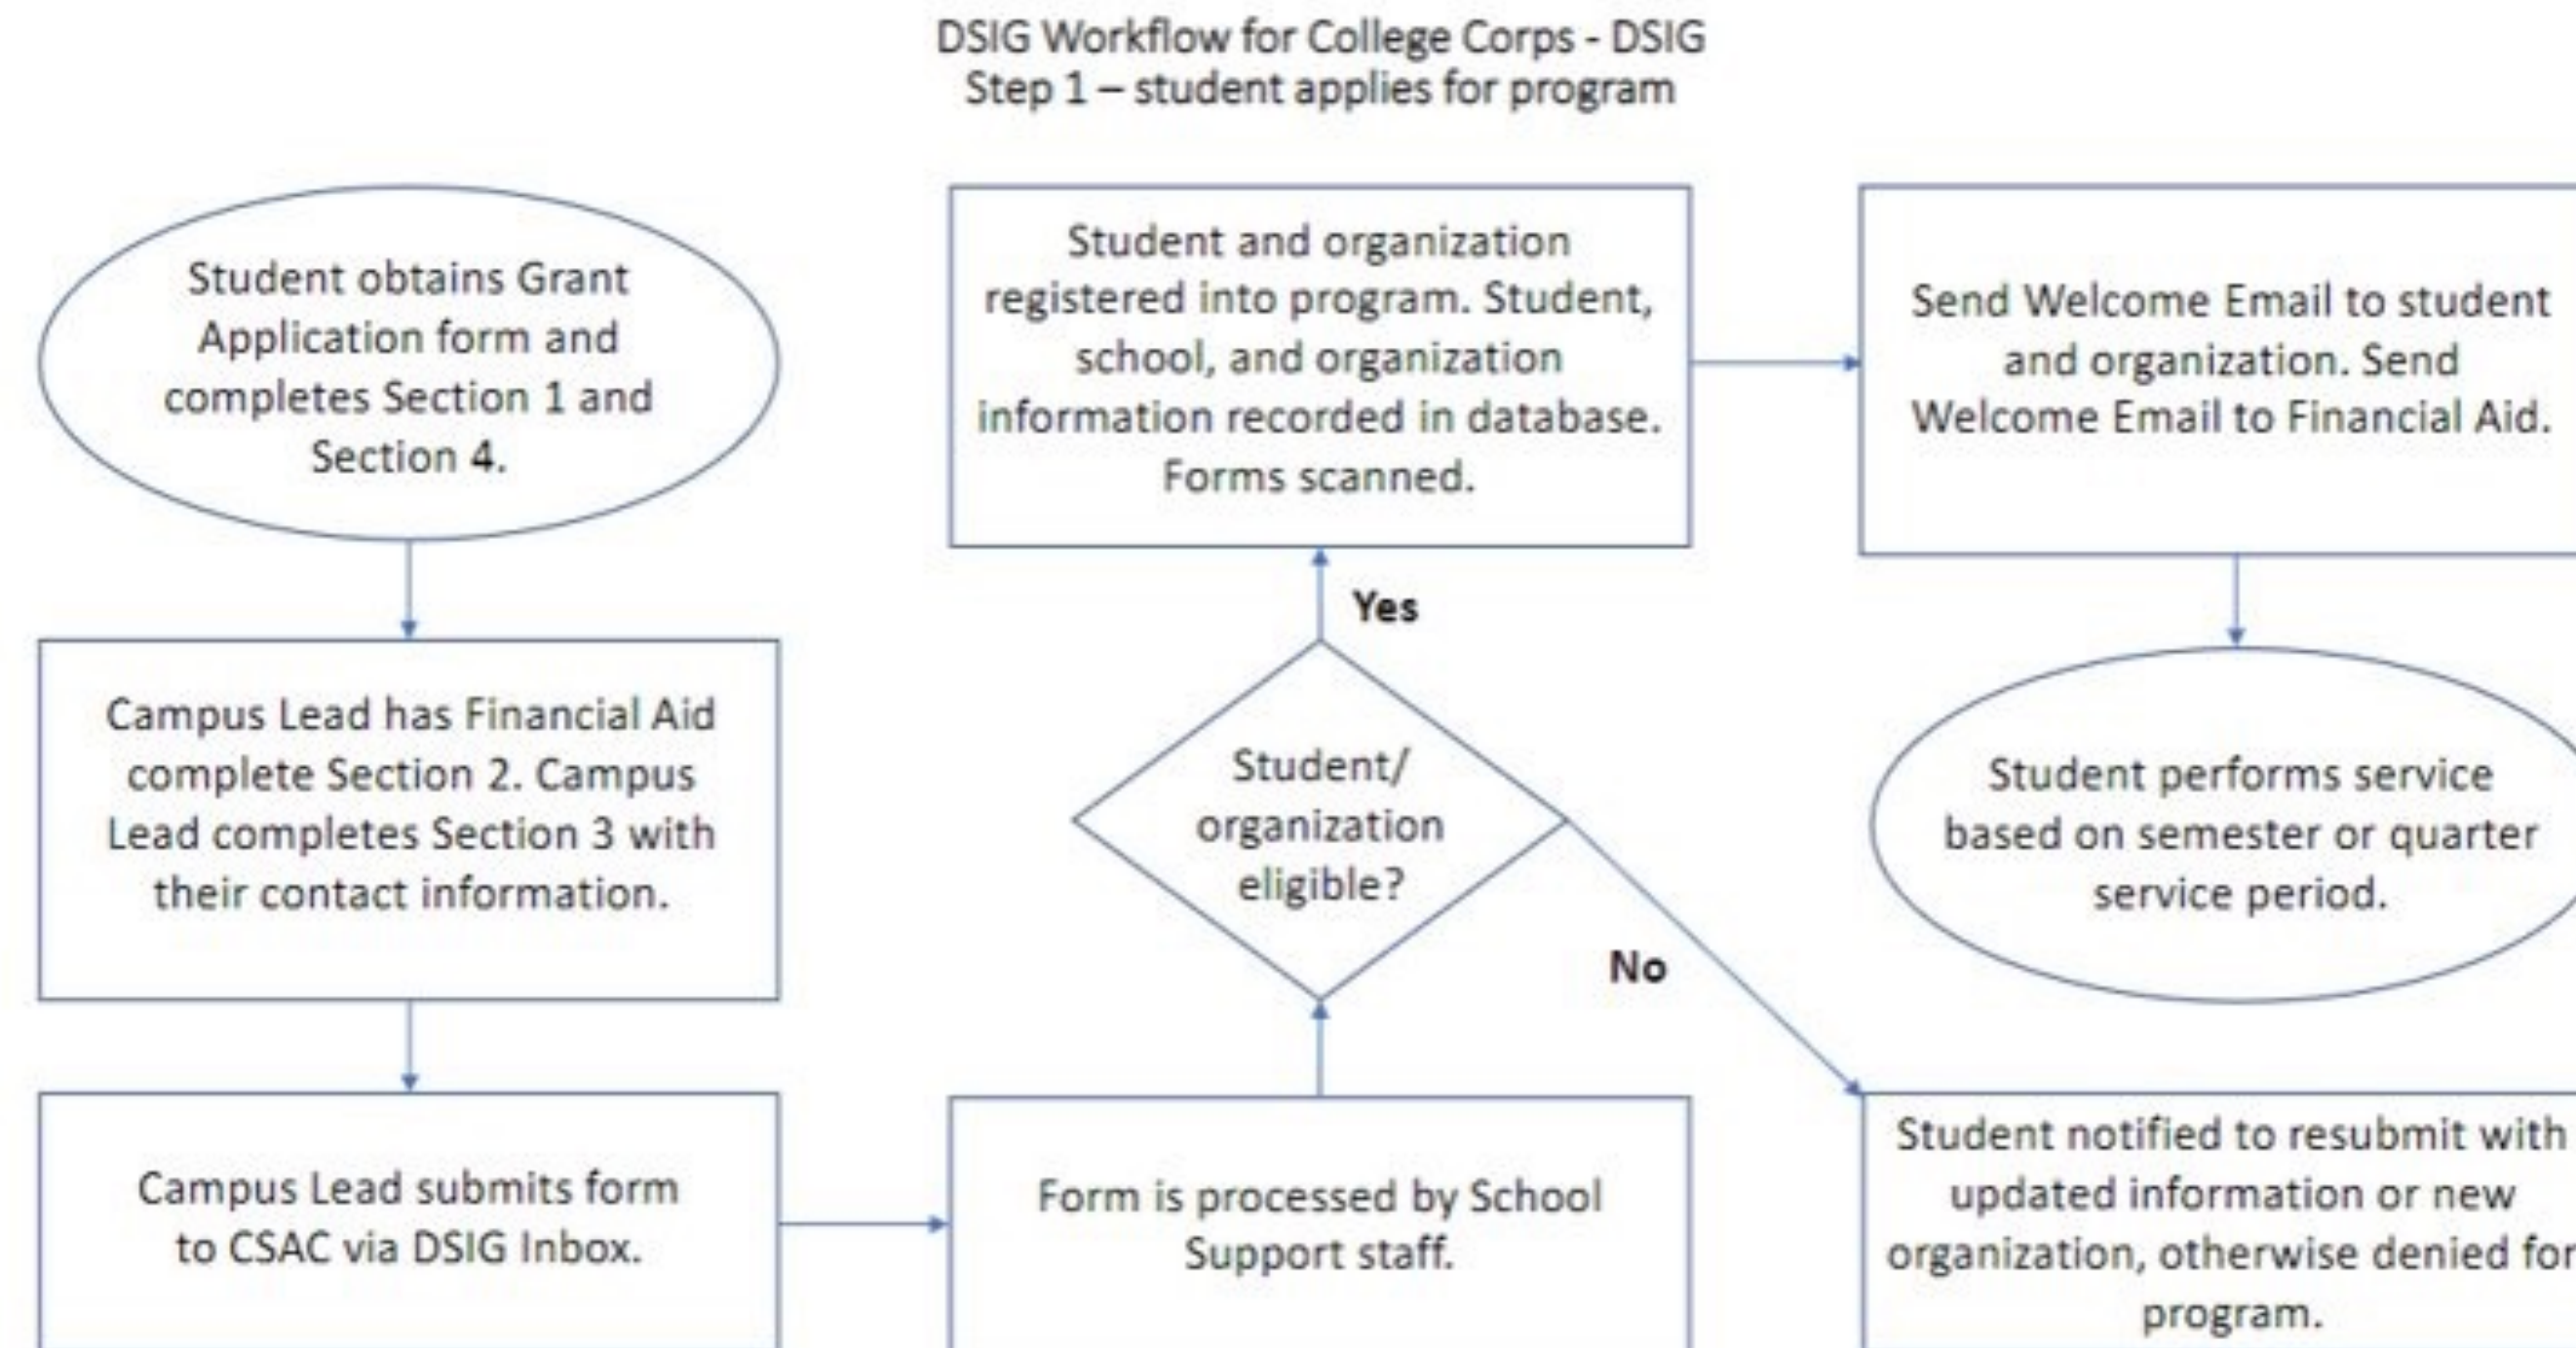 DSIG Workflow for College Corps - DSIG
Step 1 – student applies for program
Student obtains Grant
Application form and
completes Section 1 and
Section 4.
Campus Lead has Financial Aid
complete Section 2. Campus
Lead completes Section 3 with
their contact information.
Campus Lead submits form
to CSAC via DSIG Inbox.
Form is processed by School
Support staff.
Student/
organization
eligible?
Yes
Student and organization
registered into program. Student,
school, and organization
information recorded in database.
Forms scanned.
Send Welcome Email to student
and organization. Send
Welcome Email to Financial Aid.
Student performs service
based on semester or quarter
service period.
No
Student notified to resubmit with
updated information or new
organization, otherwise denied for
program.